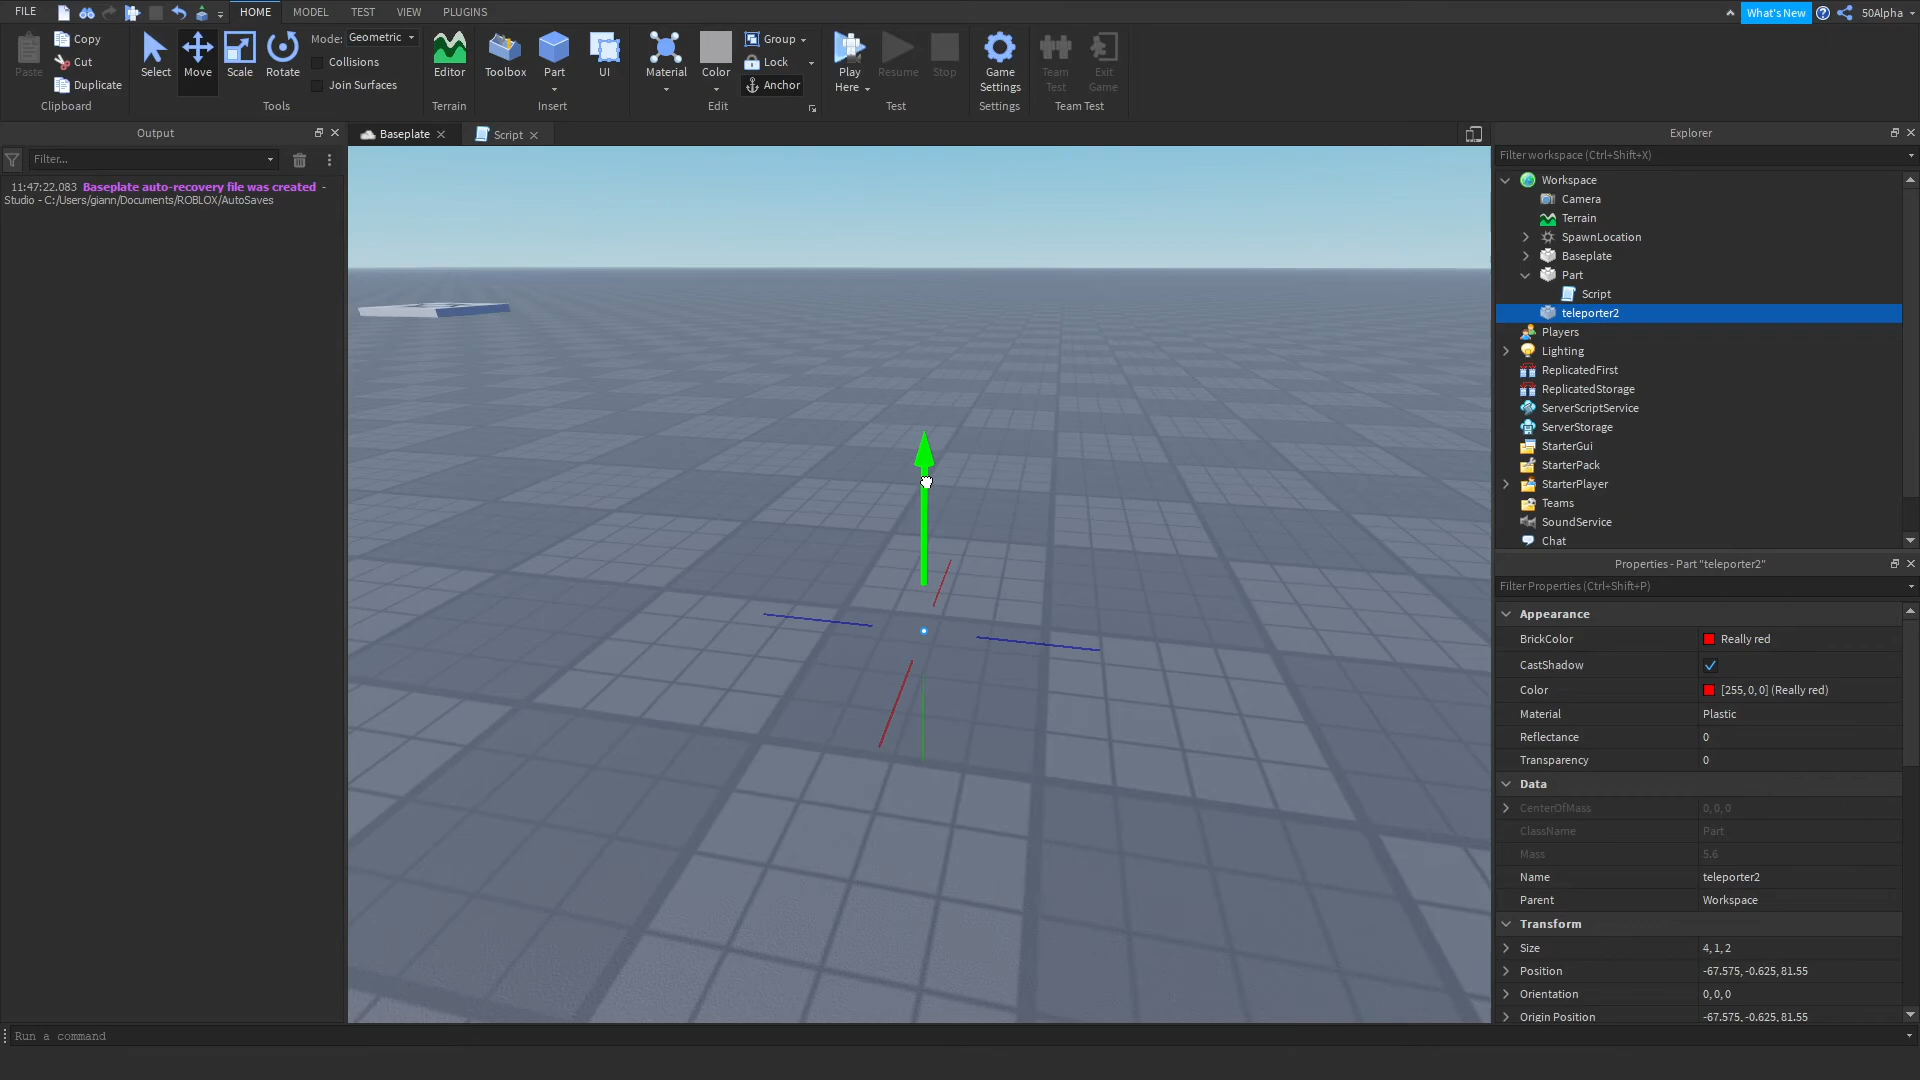 FILE
HOME
MODEL
TEST
VIEW
PLUGINS
What's New
50Alpha
Paste
Copy
Cut
Duplicate
Clipboard
Select
Move
Scale
Rotate
Mode: Geometric
Collisions
Join Surfaces
Tools
Editor
Terrain
Toolbox
Part
UI
Insert
Material
Color
Group
Lock
Anchor
Edit
Play
Here
Resume
Stop
Test
Game
Settings
Settings
Team
Test
Exit
Game
Team Test
Output
Filter...
11:47:22.083 Baseplate auto-recovery file was created -
Studio - C:/Users/giann/Documents/ROBLOX/AutoSaves
Baseplate
Script
Explorer
Filter workspace (Ctrl+Shift+X)
Workspace
Camera
Terrain
SpawnLocation
Baseplate
Part
Script
teleporter2
Players
Lighting
ReplicatedFirst
ReplicatedStorage
ServerScriptService
ServerStorage
StarterGui
StarterPack
StarterPlayer
Teams
SoundService
Chat
Properties - Part "teleporter2"
Filter Properties (Ctrl+Shift+P)
Appearance
BrickColor Really red
CastShadow
Color [255, 0, 0] (Really red)
Material Plastic
Reflectance 0
Transparency 0
Data
CenterOfMass 0, 0, 0
ClassName Part
Mass 5.6
Name teleporter2
Parent Workspace
Transform
Size 4, 1, 2
Position -67.575, -0.625, 81.55
Orientation 0, 0, 0
Origin Position -67.575, -0.625, 81.55
Run a command